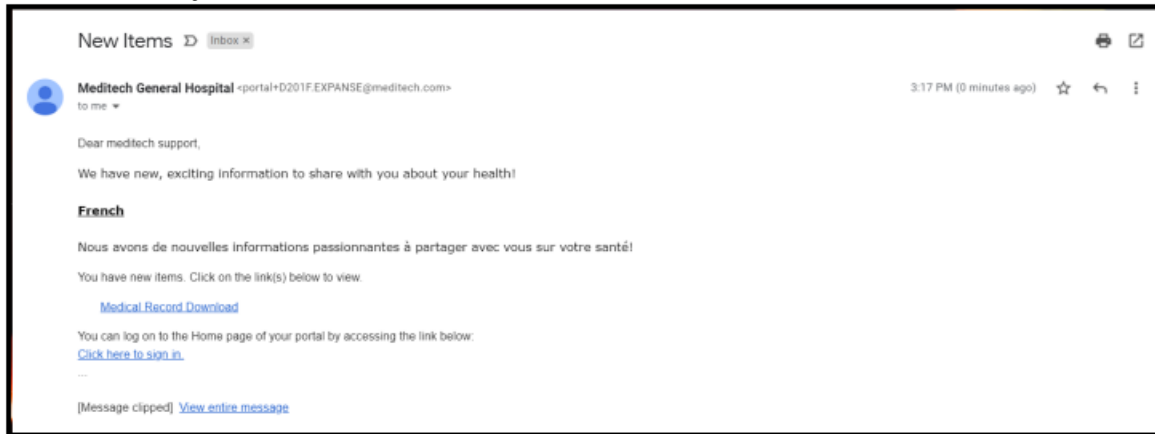 New Items Inbox ×
Meditech General Hospital <portal+D201F.EXPANSE@meditech.com> 3:17 PM (0 minutes ago)
to me
Dear meditech support,
We have new, exciting information to share with you about your health!
French
Nous avons de nouvelles informations passionnantes à partager avec vous sur votre santé!
You have new items. Click on the link(s) below to view.
Medical Record Download
You can log on to the Home page of your portal by accessing the link below:
Click here to sign in.
...
[Message clipped] View entire message